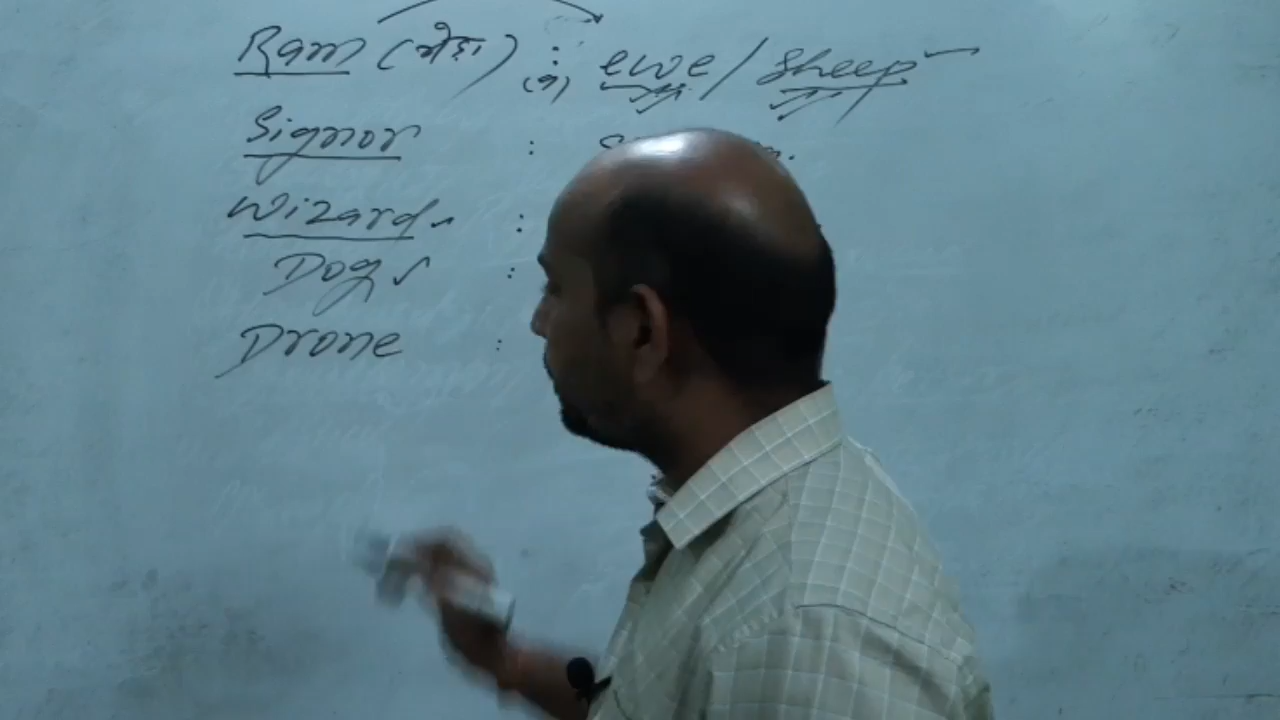 Ram (मेढ़ा) : ewe / Sheep
(भे)
Signor :
Wizard :
Dog :
Drone :